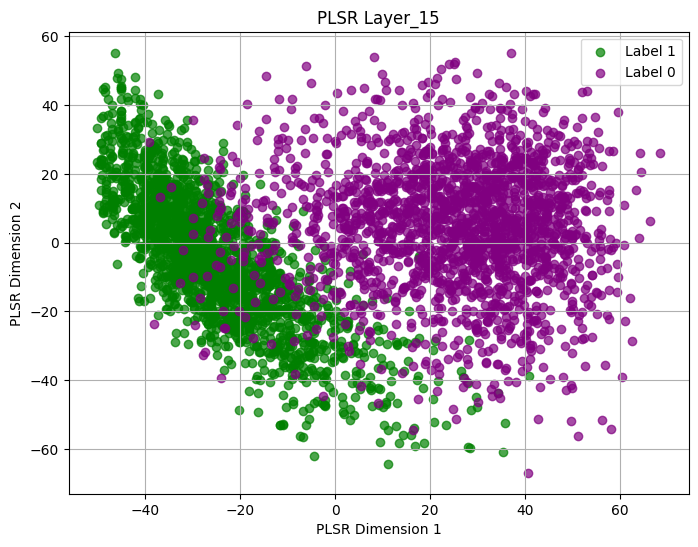 PLSR Layer_15
Label 1
Label 0
60
40
20
0
−20
−40
−60
PLSR Dimension 2
−40
−20
0
20
40
60
PLSR Dimension 1